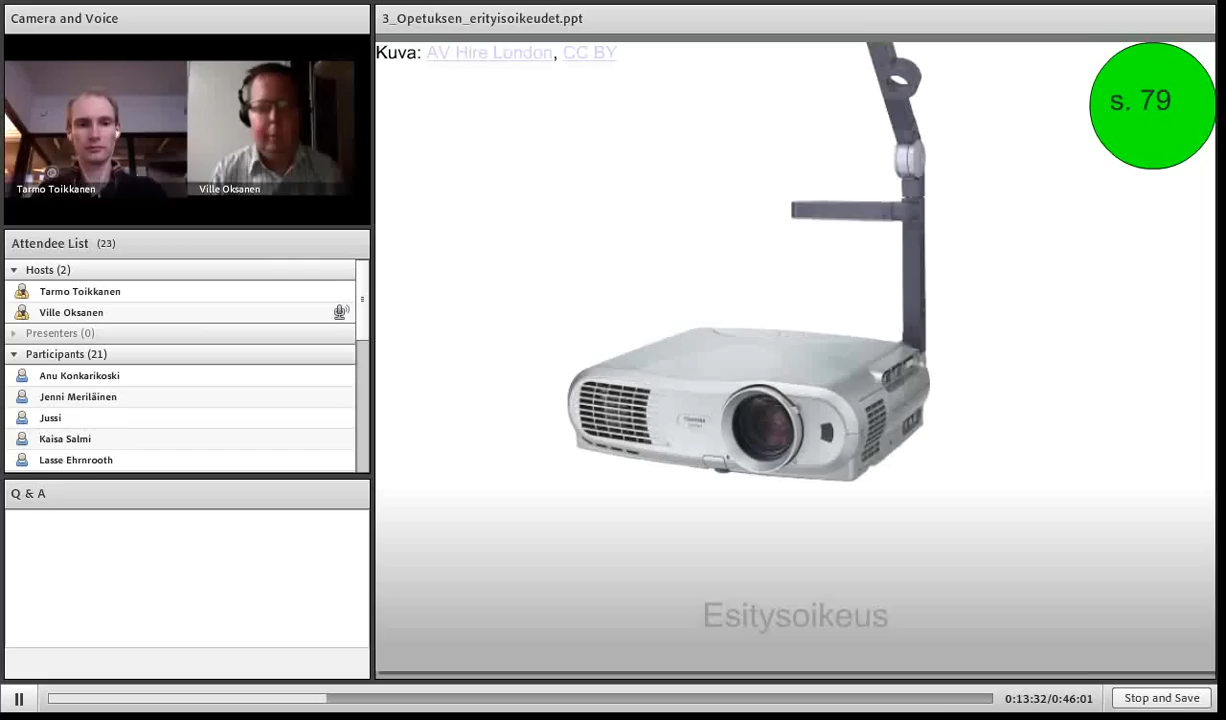 Camera and Voice
Tarmo Toikkanen
Ville Oksanen
Attendee List (23)
Hosts (2)
Tarmo Toikkanen
Ville Oksanen
Presenters (0)
Participants (21)
Anu Konkarikoski
Jenni Meriläinen
Jussi
Kaisa Salmi
Lasse Ehrnrooth
Q & A
3_Opetuksen_erityisoikeudet.ppt
Kuva: AV Hire London, CC BY
s. 79
Esitysoikeus
0:13:32/0:46:01
Stop and Save